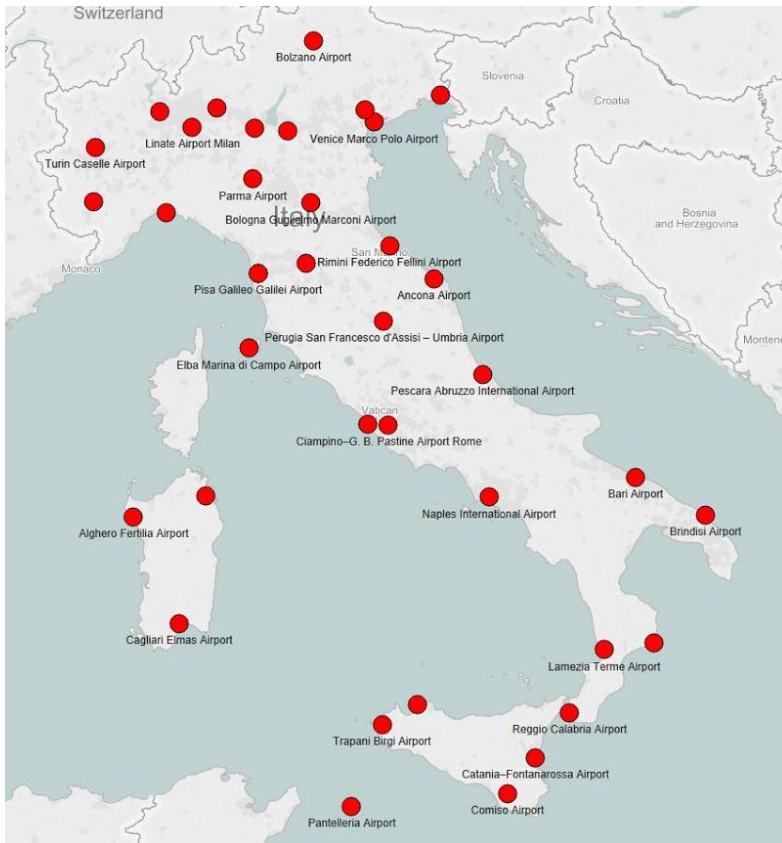 Switzerland
Bolzano Airport
Slovenia
Croatia
Linate Airport Milan
Venice Marco Polo Airport
Turin Caselle Airport
Parma Airport
Italy
Bologna Guglielmo Marconi Airport
Bosnia
and Herzegovina
San Marino
Rimini Federico Fellini Airport
Monaco
Pisa Galileo Galilei Airport
Ancona Airport
Perugia San Francesco d'Assisi – Umbria Airport
Montene
Elba Marina di Campo Airport
Pescara Abruzzo International Airport
Vatican
Ciampino–G. B. Pastine Airport Rome
Bari Airport
Naples International Airport
Alghero Fertilia Airport
Brindisi Airport
Cagliari Elmas Airport
Lamezia Terme Airport
Reggio Calabria Airport
Trapani Birgi Airport
Catania–Fontanarossa Airport
Comiso Airport
Pantelleria Airport